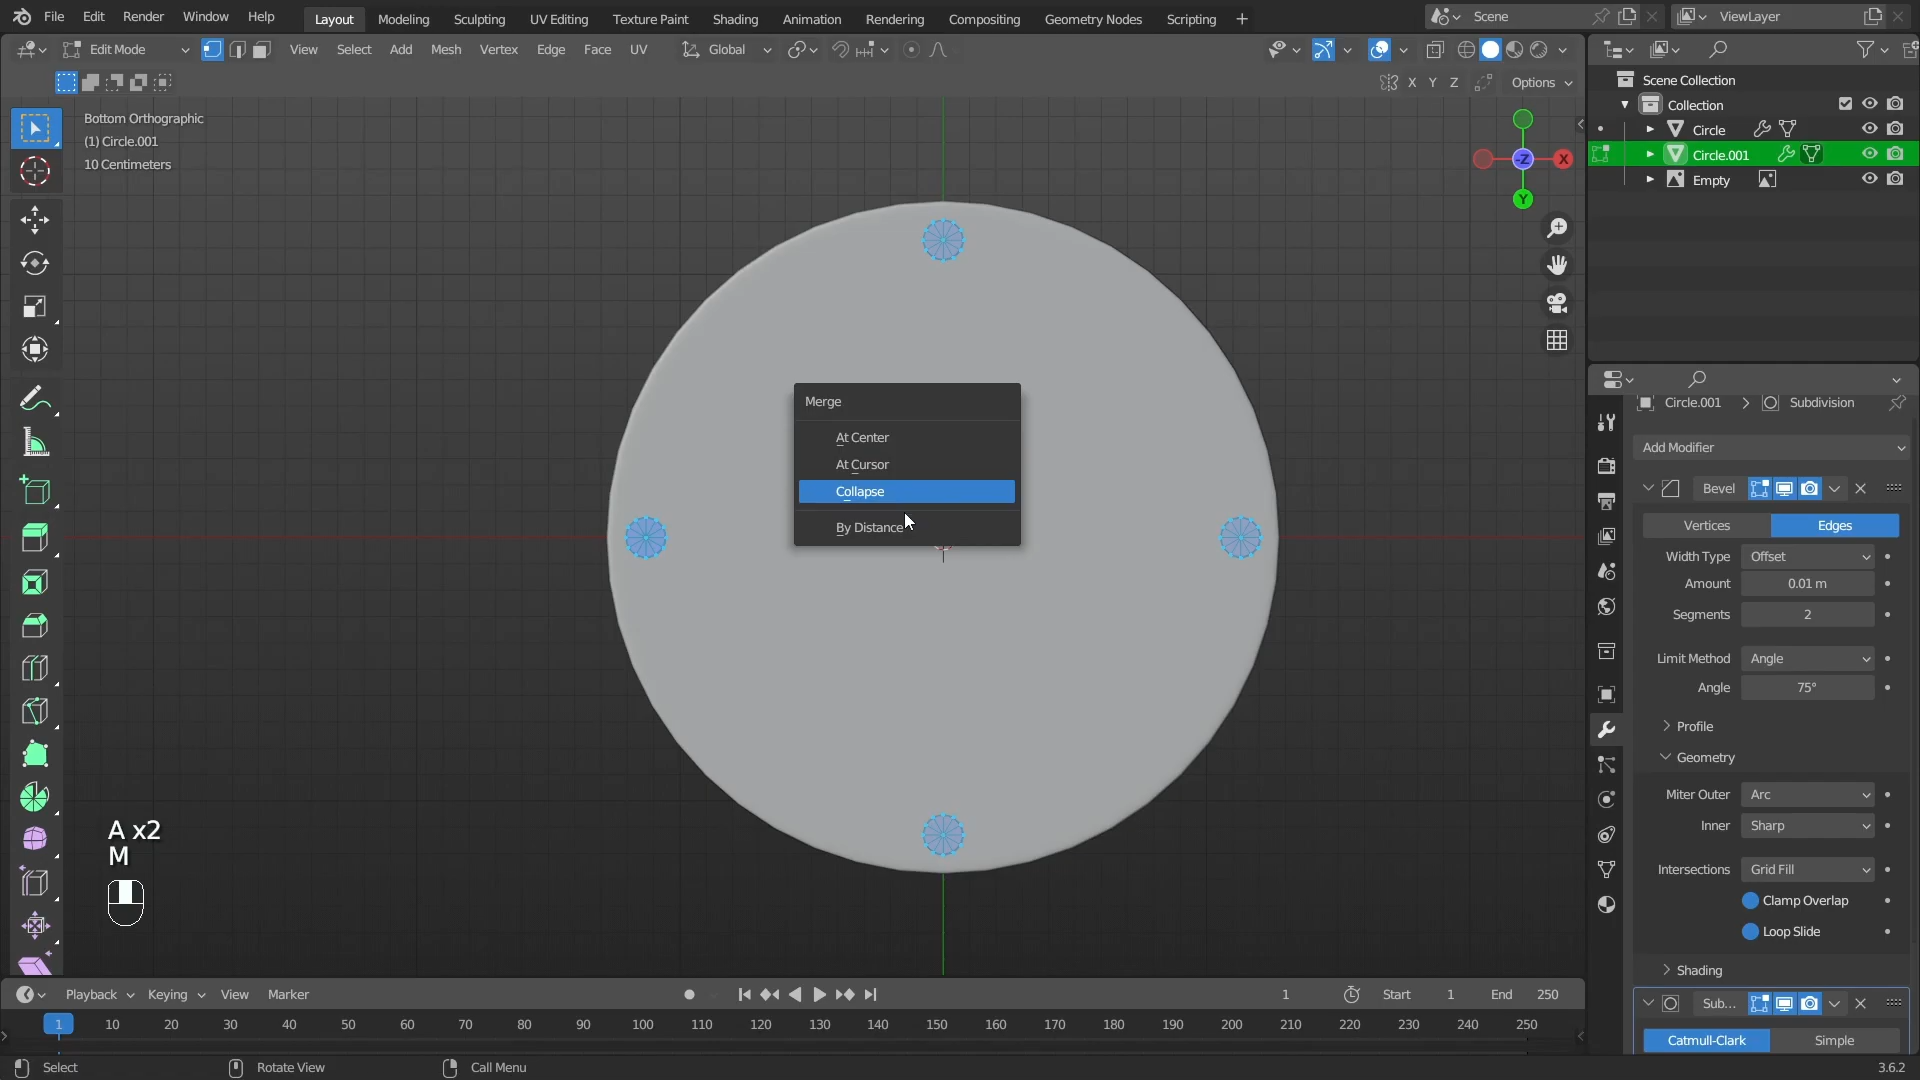 File Edit Render Window Help Layout Modeling Sculpting UV Editing Texture Paint Shading Animation Rendering Compositing Geometry Nodes Scripting + Scene ViewLayer
Edit Mode View Select Add Mesh Vertex Edge Face UV Global
X Y Z Options
Bottom Orthographic
(1) Circle.001
10 Centimeters
-Z X
Y
Scene Collection
Collection
Circle
Circle.001
Empty
Merge
At Center
At Cursor
Collapse
By Distance
A x2
M
Circle.001 > Subdivision
Add Modifier
Bevel
Vertices Edges
Width Type Offset
Amount 0.01 m
Segments 2
Limit Method Angle
Angle 75°
Profile
Geometry
Miter Outer Arc
Inner Sharp
Intersections Grid Fill
Clamp Overlap
Loop Slide
Shading
Sub...
Catmull-Clark Simple
Playback Keying View Marker 1 Start 1 End 250
1 10 20 30 40 50 60 70 80 90 100 110 120 130 140 150 160 170 180 190 200 210 220 230 240 250
Select Rotate View Call Menu 3.6.2